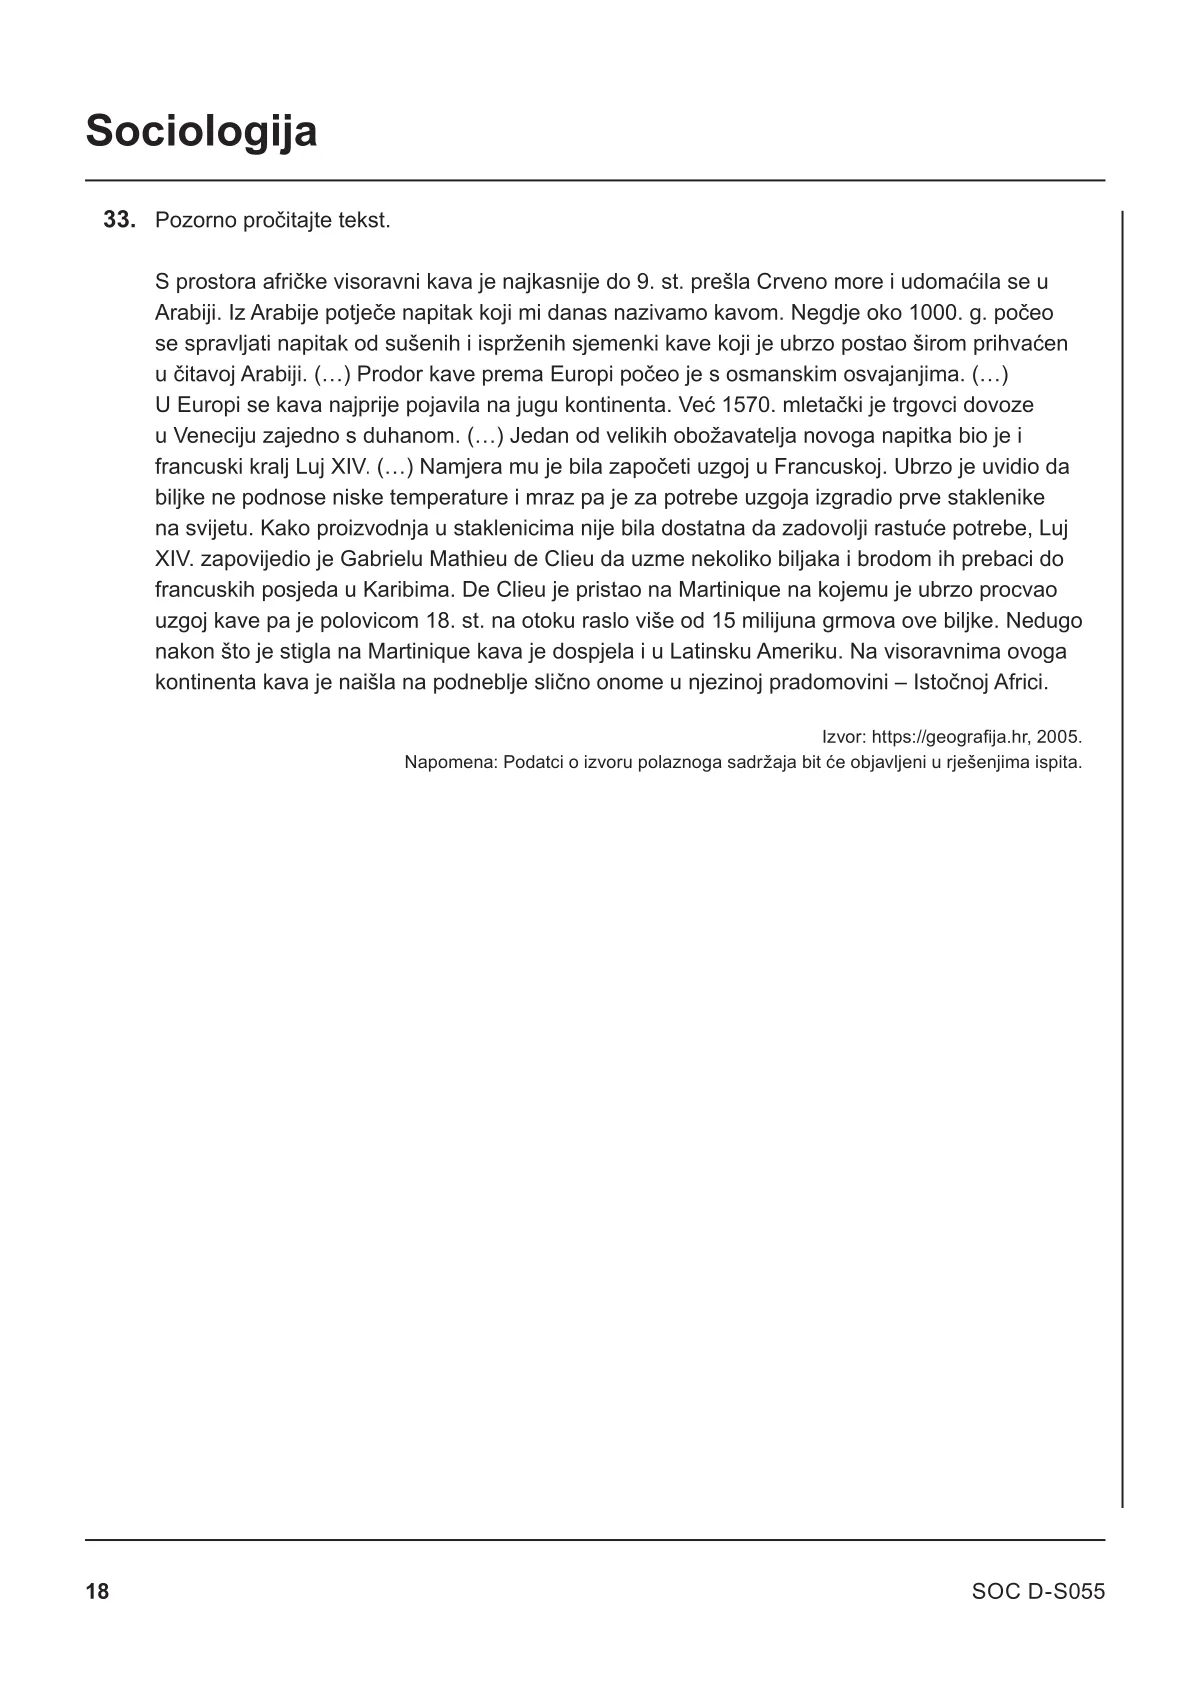 Sociologija
33. Pozorno pročitajte tekst.
S prostora afričke visoravni kava je najkasnije do 9. st. prešla Crveno more i udomaćila se u
Arabiji. Iz Arabije potječe napitak koji mi danas nazivamo kavom. Negdje oko 1000. g. počeo
se spravljati napitak od sušenih i isprženih sjemenki kave koji je ubrzo postao širom prihvaćen
u čitavoj Arabiji. (…) Prodor kave prema Europi počeo je s osmanskim osvajanjima. (…)
U Europi se kava najprije pojavila na jugu kontinenta. Već 1570. mletački je trgovci dovoze
u Veneciju zajedno s duhanom. (…) Jedan od velikih obožavatelja novoga napitka bio je i
francuski kralj Luj XIV. (…) Namjera mu je bila započeti uzgoj u Francuskoj. Ubrzo je uvidio da
biljke ne podnose niske temperature i mraz pa je za potrebe uzgoja izgradio prve staklenike
na svijetu. Kako proizvodnja u staklenicima nije bila dostatna da zadovolji rastuće potrebe, Luj
XIV. zapovijedio je Gabrielu Mathieu de Clieu da uzme nekoliko biljaka i brodom ih prebaci do
francuskih posjeda u Karibima. De Clieu je pristao na Martinique na kojemu je ubrzo procvao
uzgoj kave pa je polovicom 18. st. na otoku raslo više od 15 milijuna grmova ove biljke. Nedugo
nakon što je stigla na Martinique kava je dospjela i u Latinsku Ameriku. Na visoravnima ovoga
kontinenta kava je naišla na podneblje slično onome u njezinoj pradomovini – Istočnoj Africi.
Izvor: https://geografija.hr, 2005.
Napomena: Podatci o izvoru polaznoga sadržaja bit će objavljeni u rješenjima ispita.
18
SOC D-S055